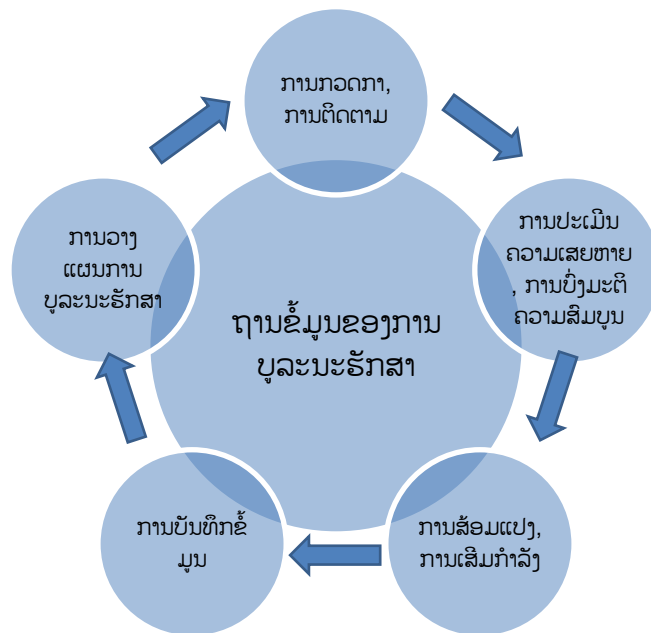 ການກວດກາ,
ການຕິດຕາມ
ການປະເມີນ
ຄວາມເສຍຫາຍ
, ການບົ່ງມະຕິ
ຄວາມສົມບູນ
ການສ້ອມແປງ,
ການເສີມກຳລັງ
ການບັນທຶກຂໍ້
ມູນ
ການວາງ
ແຜນການ
ບູລະນະຮັກສາ
ຖານຂໍ້ມູນຂອງການ
ບູລະນະຮັກສາ